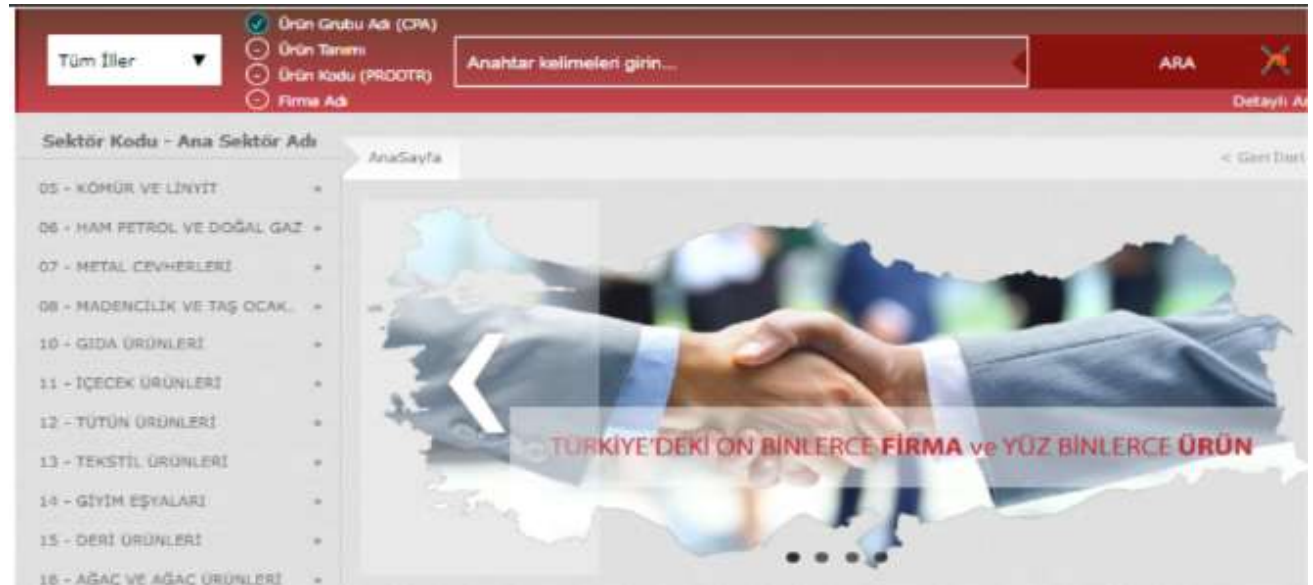 Tüm İller
Ürün Grubu Adı (CPA)
Ürün Tanımı
Ürün Kodu (PRODTR)
Firma Adı
Anahtar kelimeleri girin...
ARA
Detaylı
Sektör Kodu - Ana Sektör Adı
AnaSayfa
< Geri İleri
05 - KÖMÜR VE LİNYİT
06 - HAM PETROL VE DOĞAL GAZ
07 - METAL CEVHERLERİ
08 - MADENCİLİK VE TAŞ OCAK..
10 - GIDA ÜRÜNLERİ
11 - İÇECEK ÜRÜNLERİ
12 - TÜTÜN ÜRÜNLERİ
13 - TEKSTİL ÜRÜNLERİ
14 - GİYİM EŞYALARI
15 - DERİ ÜRÜNLERİ
16 - AĞAÇ VE AĞAÇ ÜRÜNLERİ
TÜRKİYE'DEKİ ON BİNLERCE FİRMA ve YÜZ BİNLERCE ÜRÜN